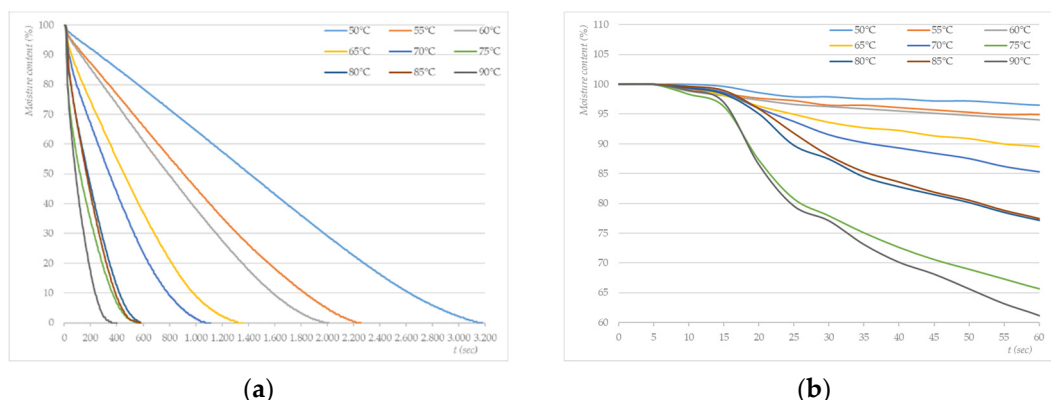 100
90
80
70
60
50
40
30
20
10
0
Moisture content (%)
50°C 55°C 60°C
65°C 70°C 75°C
80°C 85°C 90°C
0 200 400 600 800 1.000 1.200 1.400 1.600 1.800 2.000 2.200 2.400 2.600 2.800 3.000 3.200
t (sec)
(a)
110
105
100
95
90
85
80
75
70
65
60
Moisture content (%)
50°C 55°C 60°C
65°C 70°C 75°C
80°C 85°C 90°C
0 5 10 15 20 25 30 35 40 45 50 55 60
t (sec)
(b)